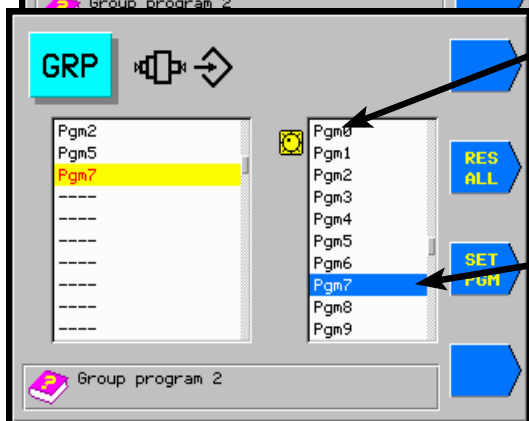 Group program 2
GRP
Pgm2
Pgm5
Pgm7
----
----
----
----
----
----
----
Pgm0
Pgm1
Pgm2
Pgm3
Pgm4
Pgm5
Pgm6
Pgm7
Pgm8
Pgm9
RES
ALL
SET
PGM
Group program 2